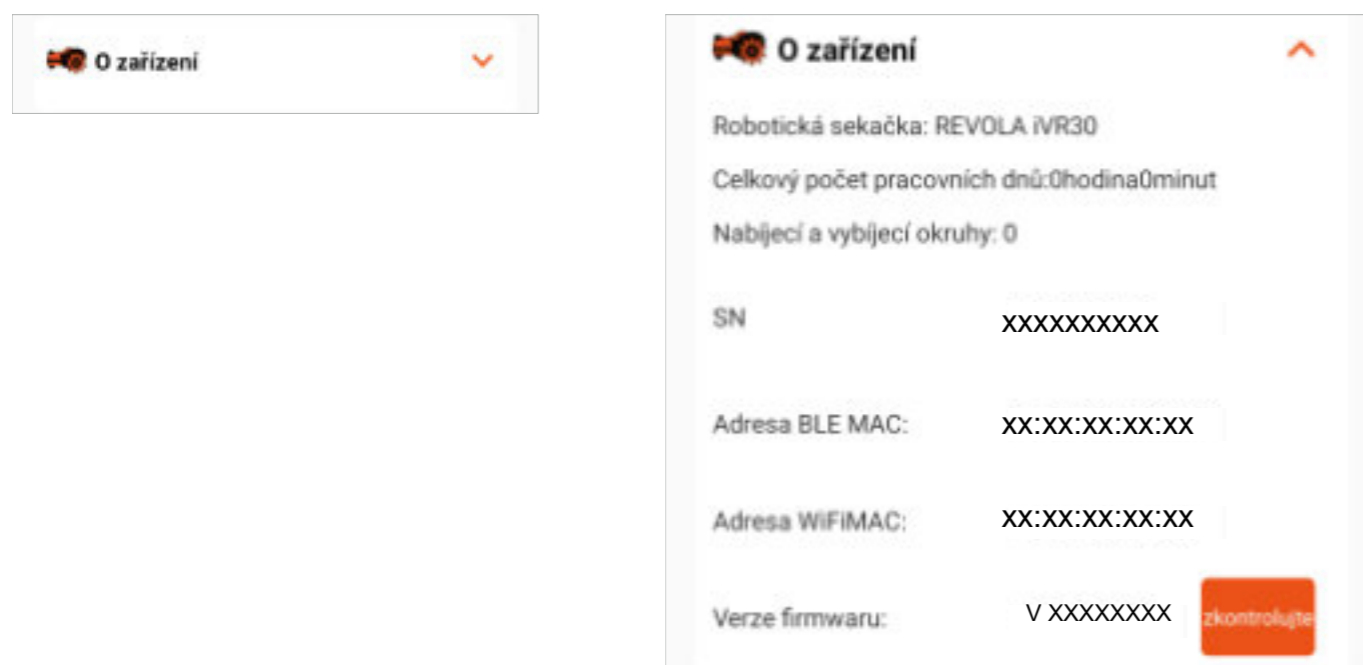 O zařízení
O zařízení
Robotická sekačka: REVOLA iVR30
Celkový počet pracovních dnů:0hodina0minut
Nabíjecí a vybíjecí okruhy: 0
SN XXXXXXXXXX
Adresa BLE MAC: XX:XX:XX:XX:XX
Adresa WiFiMAC: XX:XX:XX:XX:XX
Verze firmwaru: V XXXXXXXX zkontrolujte